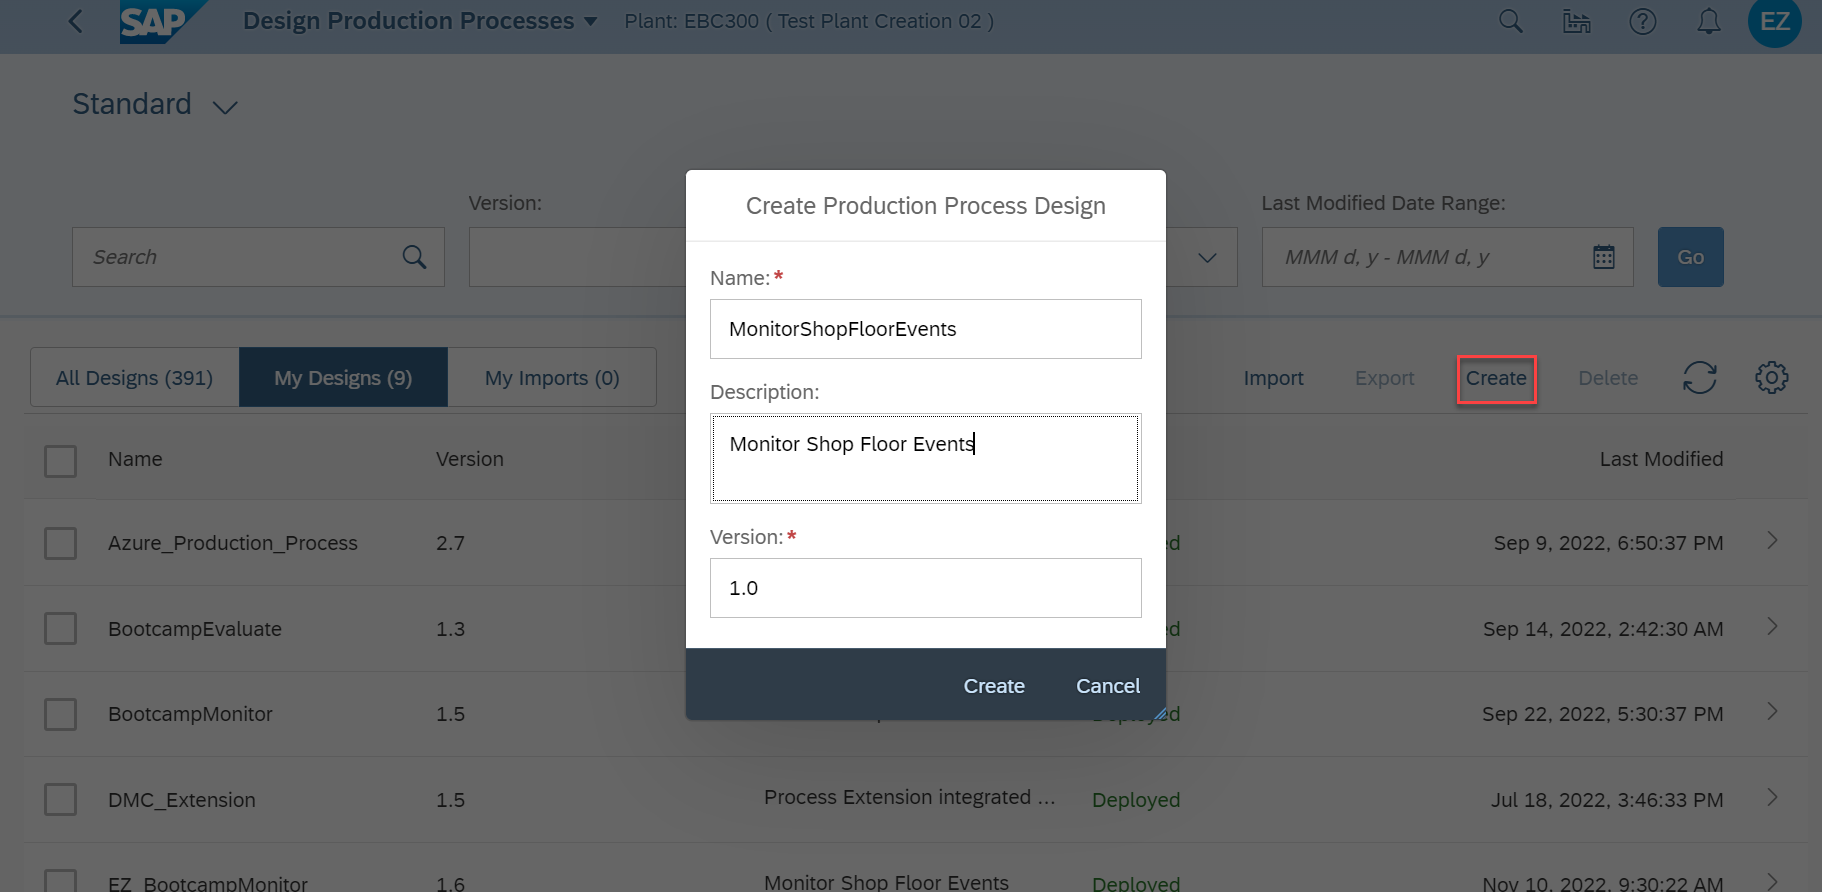 SAP Design Production Processes Plant: EBC300 ( Test Plant Creation 02 ) EZ
Standard
Version: Last Modified Date Range:
Search MMM d, y - MMM d, y Go
All Designs (391) My Designs (9) My Imports (0) Import Export Create Delete
Name Version Last Modified
Azure_Production_Process 2.7 Sep 9, 2022, 6:50:37 PM
BootcampEvaluate 1.3 Sep 14, 2022, 2:42:30 AM
BootcampMonitor 1.5 Deployed Sep 22, 2022, 5:30:37 PM
DMC_Extension 1.5 Process Extension integrated ... Deployed Jul 18, 2022, 3:46:33 PM
EZ_BootcampMonitor 1.6 Monitor Shop Floor Events Deployed Nov 10, 2022, 9:30:22 AM
Create Production Process Design
Name: *
MonitorShopFloorEvents
Description:
Monitor Shop Floor Events
Version: *
1.0
Create Cancel